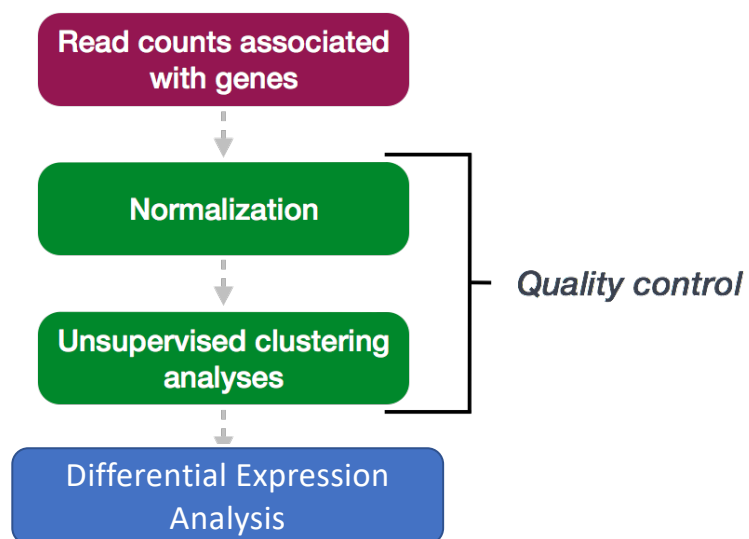 Read counts associated
with genes
Normalization
Quality control
Unsupervised clustering
analyses
Differential Expression
Analysis